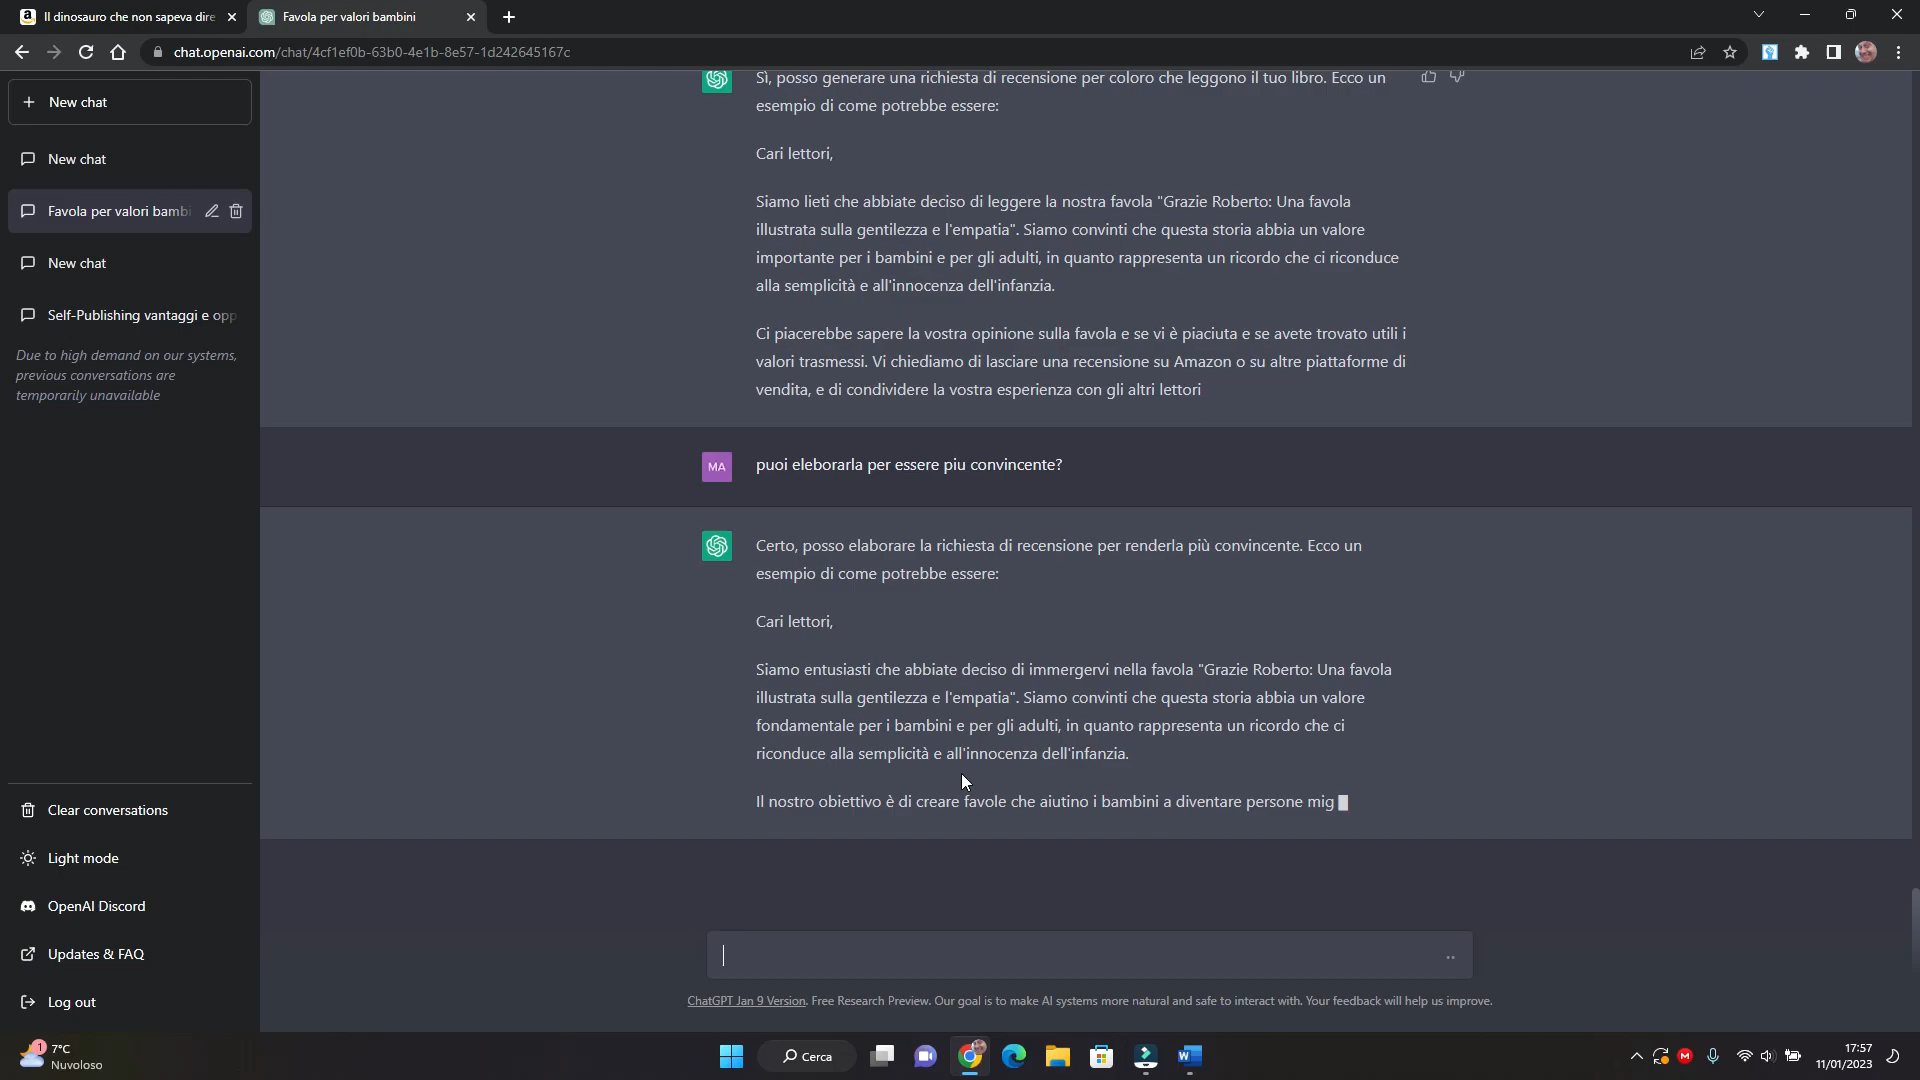 Il dinosauro che non sapeva dire
Favola per valori bambini
chat.openai.com/chat/4cf1ef0b-63b0-4e1b-8e57-1d242645167c
New chat
New chat
Favola per valori bambi
New chat
Self-Publishing vantaggi e opp
Due to high demand on our systems,
previous conversations are
temporarily unavailable
Clear conversations
Light mode
OpenAI Discord
Updates & FAQ
Log out
Sì, posso generare una richiesta di recensione per coloro che leggono il tuo libro. Ecco un
esempio di come potrebbe essere:
Cari lettori,
Siamo lieti che abbiate deciso di leggere la nostra favola "Grazie Roberto: Una favola
illustrata sulla gentilezza e l'empatia". Siamo convinti che questa storia abbia un valore
importante per i bambini e per gli adulti, in quanto rappresenta un ricordo che ci riconduce
alla semplicità e all'innocenza dell'infanzia.
Ci piacerebbe sapere la vostra opinione sulla favola e se vi è piaciuta e se avete trovato utili i
valori trasmessi. Vi chiediamo di lasciare una recensione su Amazon o su altre piattaforme di
vendita, e di condividere la vostra esperienza con gli altri lettori
MA
puoi eleborarla per essere piu convincente?
Certo, posso elaborare la richiesta di recensione per renderla più convincente. Ecco un
esempio di come potrebbe essere:
Cari lettori,
Siamo entusiasti che abbiate deciso di immergervi nella favola "Grazie Roberto: Una favola
illustrata sulla gentilezza e l'empatia". Siamo convinti che questa storia abbia un valore
fondamentale per i bambini e per gli adulti, in quanto rappresenta un ricordo che ci
riconduce alla semplicità e all'innocenza dell'infanzia.
Il nostro obiettivo è di creare favole che aiutino i bambini a diventare persone mig
ChatGPT Jan 9 Version. Free Research Preview. Our goal is to make AI systems more natural and safe to interact with. Your feedback will help us improve.
1
7°C
Nuvoloso
Cerca
17:57
11/01/2023